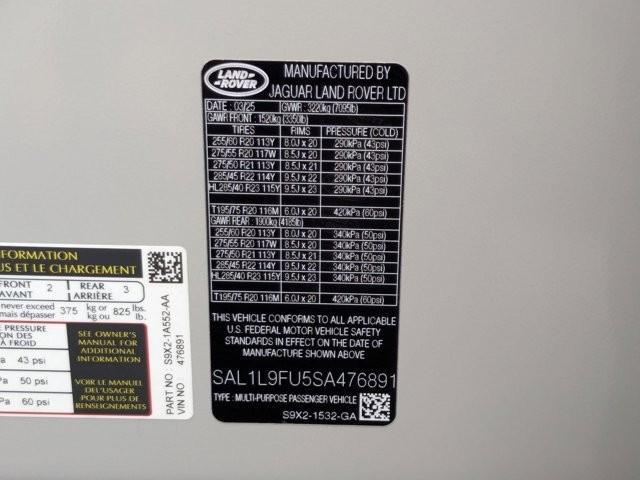 LAND-
ROVER
MANUFACTURED BY
JAGUAR LAND ROVER LTD
DATE : 03/25 GVWR : 3220kg (7095lb)
GAWR FRONT : 1520kg (3350lb)
TIRES RIMS PRESSURE (COLD)
255/60 R20 113Y 8.0J x 20 290kPa (43psi)
275/55 R20 117W 8.0J x 20 290kPa (43psi)
275/50 R21 113Y 8.5J x 21 290kPa (43psi)
285/45 R22 114Y 9.5J x 22 290kPa (43psi)
HL285/40 R23 115Y 9.5J x 23 290kPa (43psi)
T195/75 R20 116M 6.0J x 20 420kPa (60psi)
GAWR REAR : 1900kg (4185lb)
255/60 R20 113Y 8.0J x 20 340kPa (50psi)
275/55 R20 117W 8.0J x 20 340kPa (50psi)
275/50 R21 113Y 8.5J x 21 340kPa (50psi)
285/45 R22 114Y 9.5J x 22 340kPa (50psi)
HL285/40 R23 115Y 9.5J x 23 340kPa (50psi)
T195/75 R20 116M 6.0J x 20 420kPa (60psi)
THIS VEHICLE CONFORMS TO ALL APPLICABLE
U.S. FEDERAL MOTOR VEHICLE SAFETY
STANDARDS IN EFFECT ON THE DATE OF
MANUFACTURE SHOWN ABOVE
SAL1L9FU5SA476891
TYPE : MULTI-PURPOSE PASSENGER VEHICLE
S9X2-1532-GA
FORMATION
US ET LE CHARGEMENT
FRONT 2 REAR 3
AVANT ARRIÈRE
never exceed 375 kg or 825 lbs.
mais dépasser kg ou lb.
PRESSURE
ION DES
À FROID
a 43 psi
Pa 50 psi
Pa 60 psi
SEE OWNER'S
MANUAL FOR
ADDITIONAL
INFORMATION
VOIR LE MANUEL
DE L'USAGER
POUR PLUS DE
RENSEIGNEMENTS
PART NO S9X2-1A552-AA
VIN NO 476891